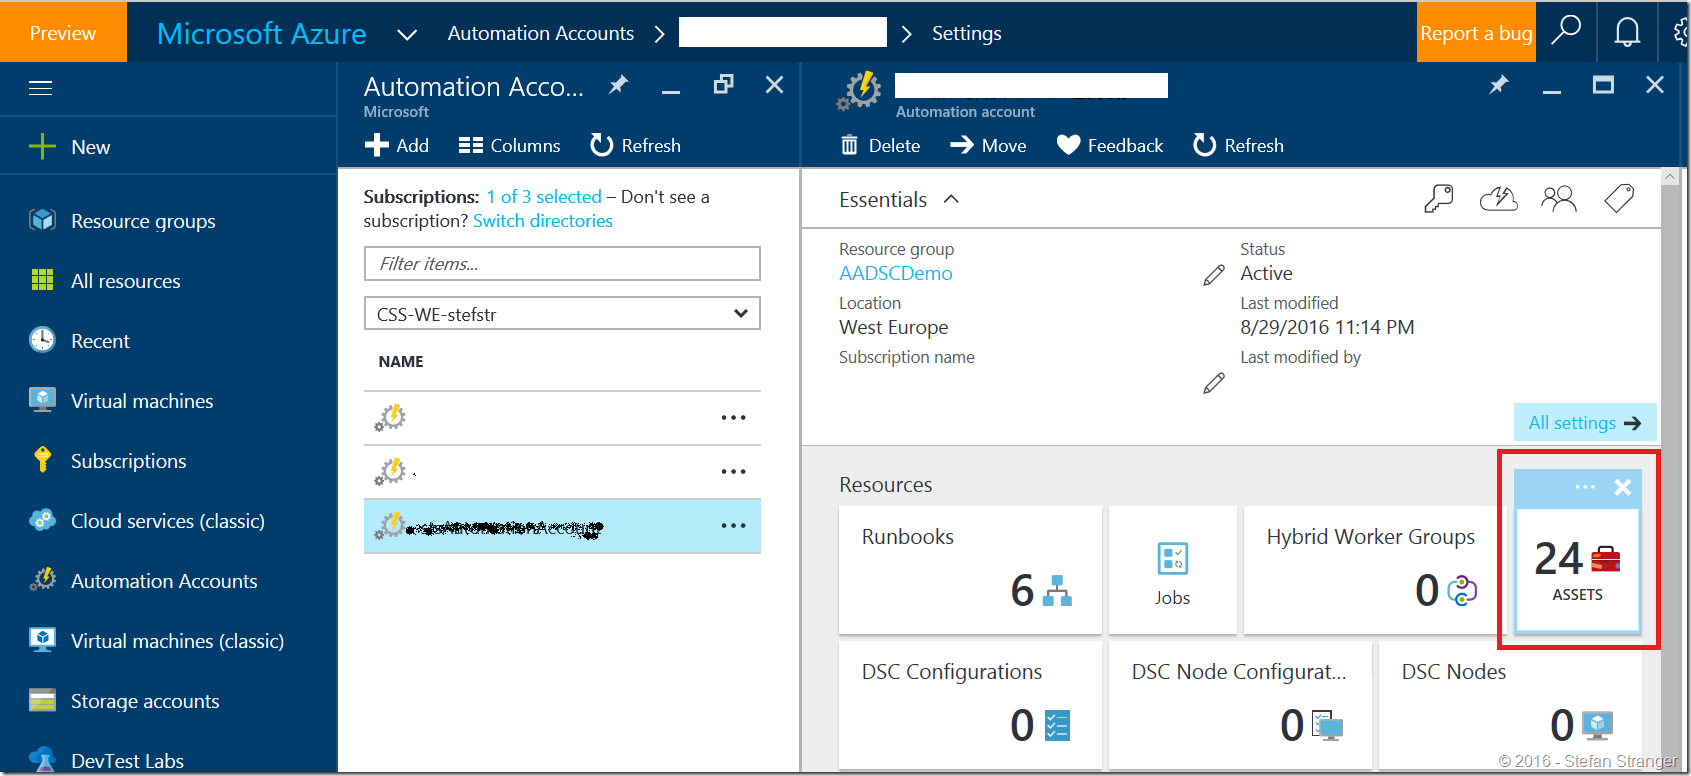 Preview
Microsoft Azure
Automation Accounts
Settings
Report a bug
New
Resource groups
All resources
Recent
Virtual machines
Subscriptions
Cloud services (classic)
Automation Accounts
Virtual machines (classic)
Storage accounts
DevTest Labs
Automation Acco...
Microsoft
Add Columns Refresh
Subscriptions: 1 of 3 selected – Don't see a
subscription? Switch directories
Filter items...
CSS-WE-stefstr
NAME
Automation account
Delete Move Feedback Refresh
Essentials
Resource group
AADSCDemo
Location
West Europe
Subscription name
Status
Active
Last modified
8/29/2016 11:14 PM
Last modified by
All settings
Resources
Runbooks
6
Jobs
Hybrid Worker Groups
0
24
ASSETS
DSC Configurations
0
DSC Node Configurat...
0
DSC Nodes
0
© 2016 - Stefan Stranger